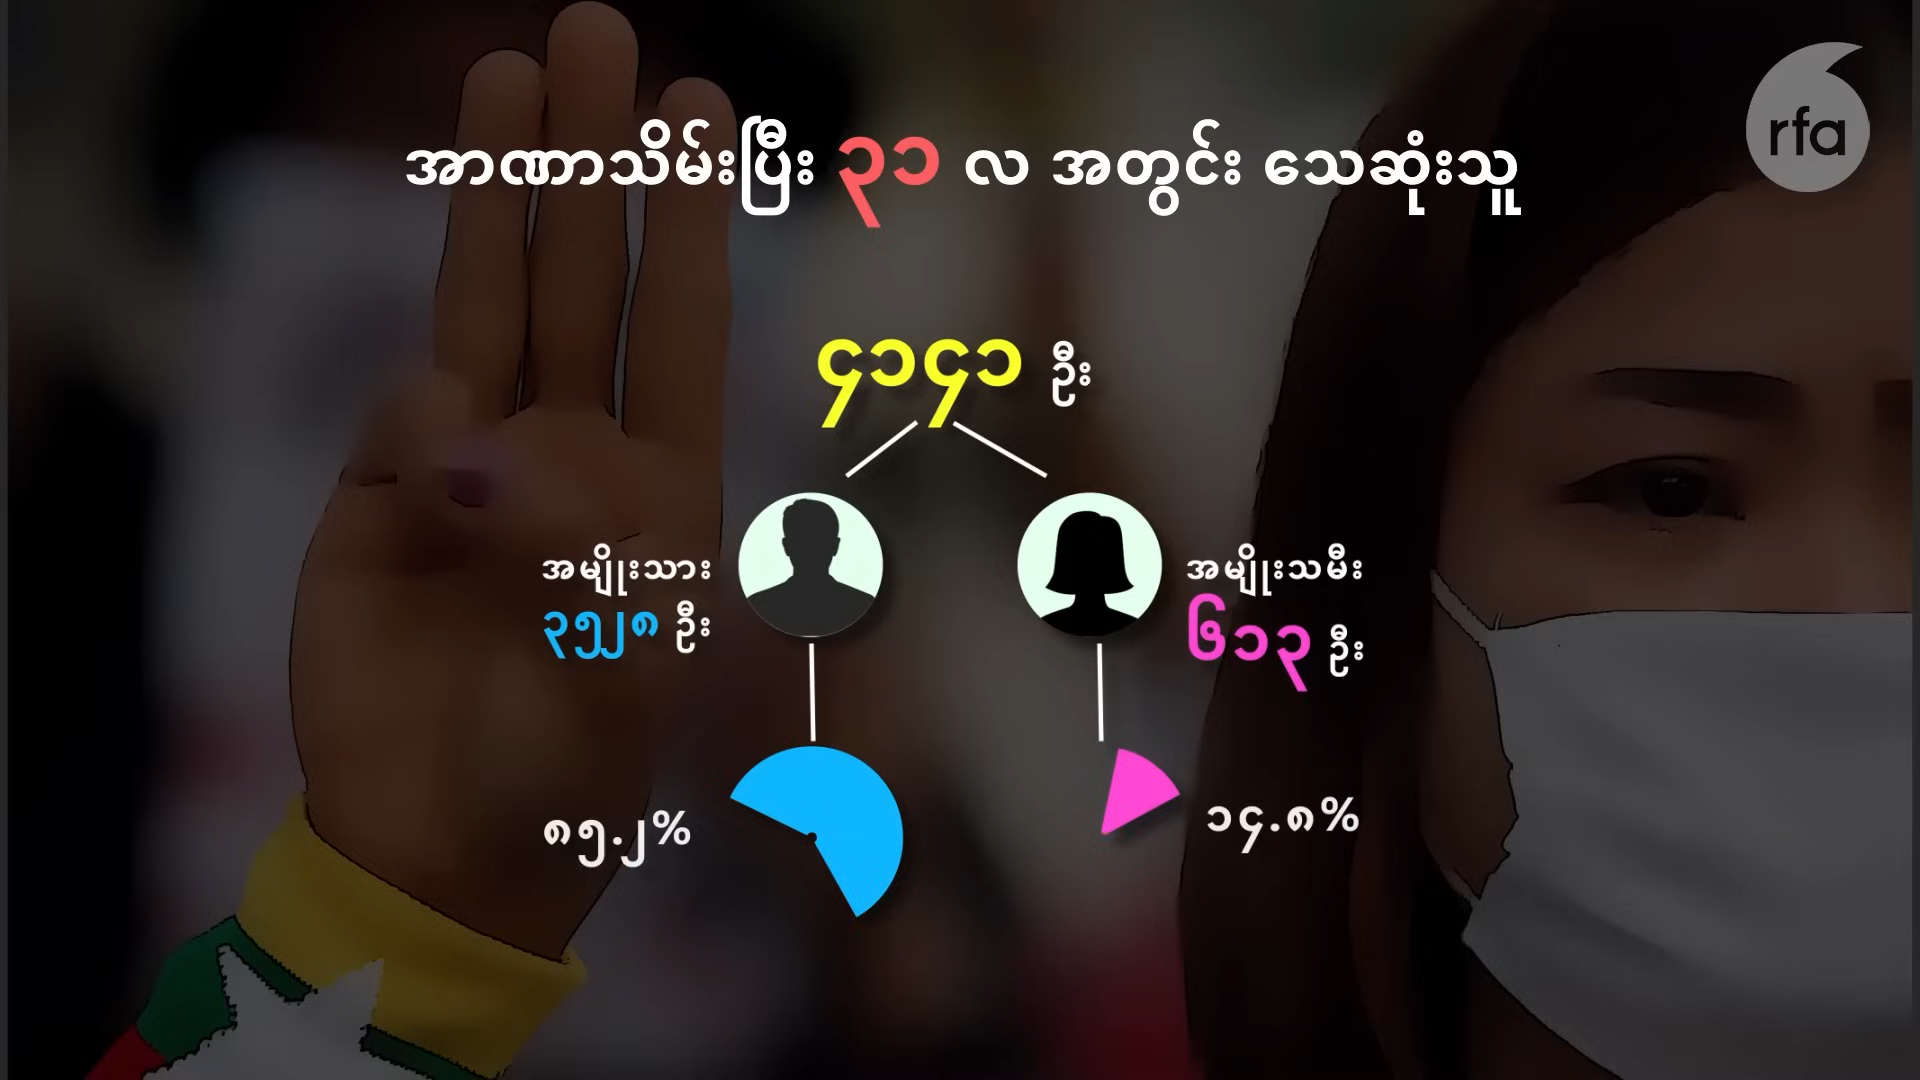 rfa
အာဏာသိမ်းပြီး ၃၁ လ အတွင်း သေဆုံးသူ
၄၁၄၁ ဦး
အမျိုးသား
၃၅၂၈ ဦး
အမျိုးသမီး
၆၁၃ ဦး
၈၅.၂%
၁၄.၈%